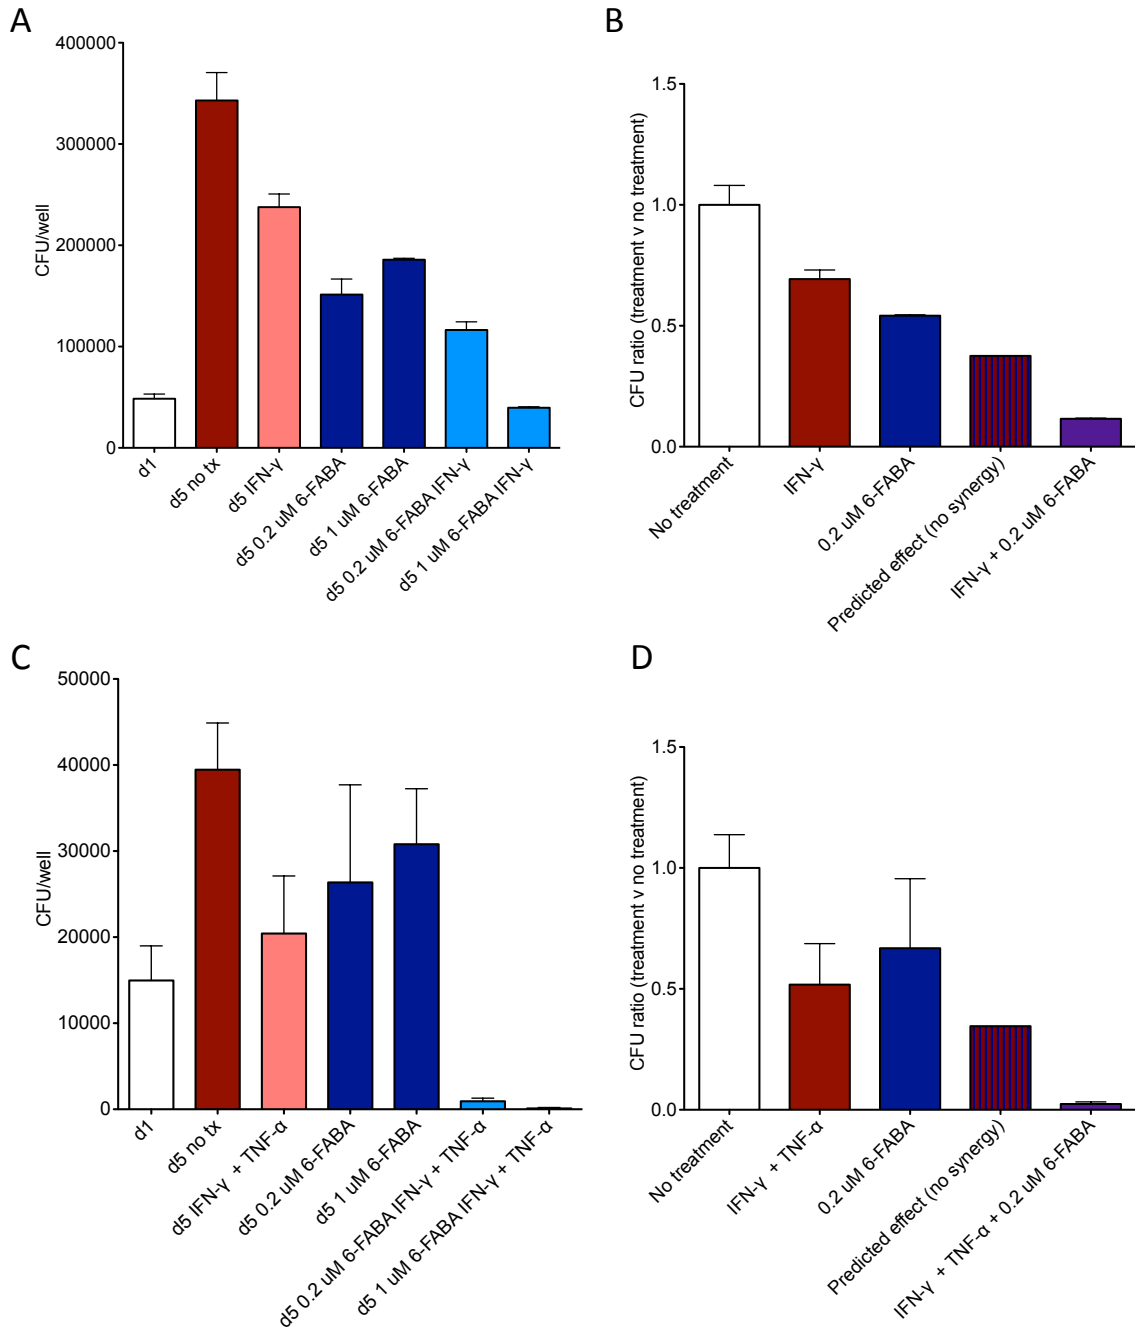 A
CFU/well
400000
300000
200000
100000
0
d1
d5 no tx
d5 IFN-γ
d5 0.2 uM 6-FABA
d5 1 uM 6-FABA
d5 0.2 uM 6-FABA IFN-γ
d5 1 uM 6-FABA IFN-γ
B
CFU ratio (treatment v no treatment)
1.5
1.0
0.5
0.0
No treatment
IFN-γ
0.2 uM 6-FABA
Predicted effect (no synergy)
IFN-γ + 0.2 uM 6-FABA
C
CFU/well
50000
40000
30000
20000
10000
0
d1
d5 no tx
d5 IFN-γ + TNF-α
d5 0.2 uM 6-FABA
d5 1 uM 6-FABA
d5 0.2 uM 6-FABA IFN-γ + TNF-α
d5 1 uM 6-FABA IFN-γ + TNF-α
D
CFU ratio (treatment v no treatment)
1.5
1.0
0.5
0.0
No treatment
IFN-γ + TNF-α
0.2 uM 6-FABA
Predicted effect (no synergy)
IFN-γ + TNF-α + 0.2 uM 6-FABA